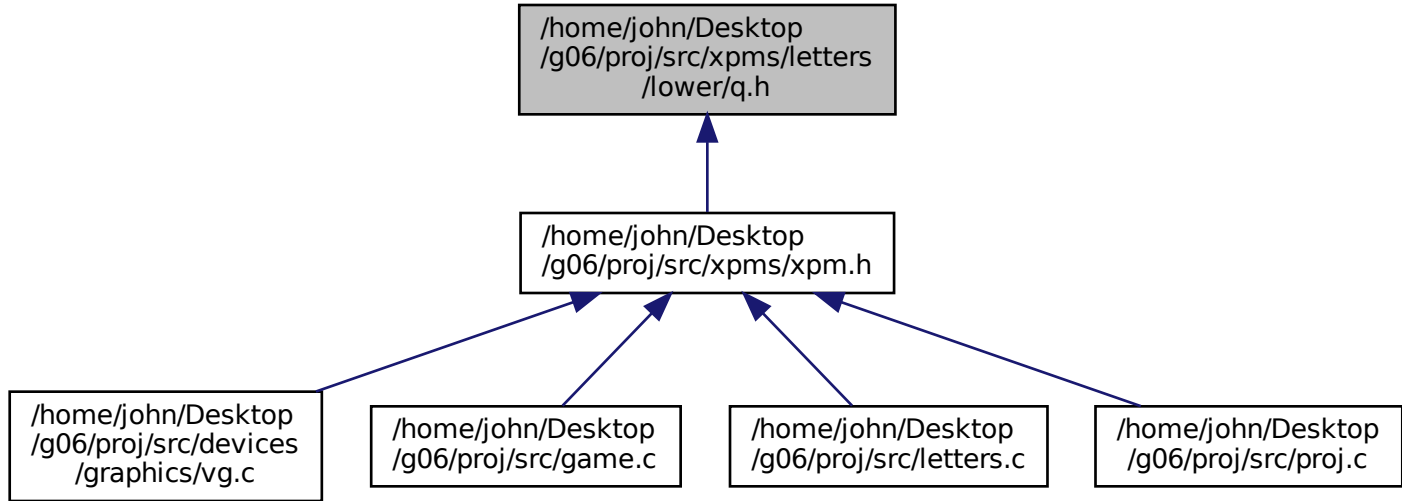 /home/john/Desktop
/g06/proj/src/xpms/letters
/lower/q.h
/home/john/Desktop
/g06/proj/src/xpms/xpm.h
/home/john/Desktop
/g06/proj/src/devices
/graphics/vg.c
/home/john/Desktop
/g06/proj/src/game.c
/home/john/Desktop
/g06/proj/src/letters.c
/home/john/Desktop
/g06/proj/src/proj.c